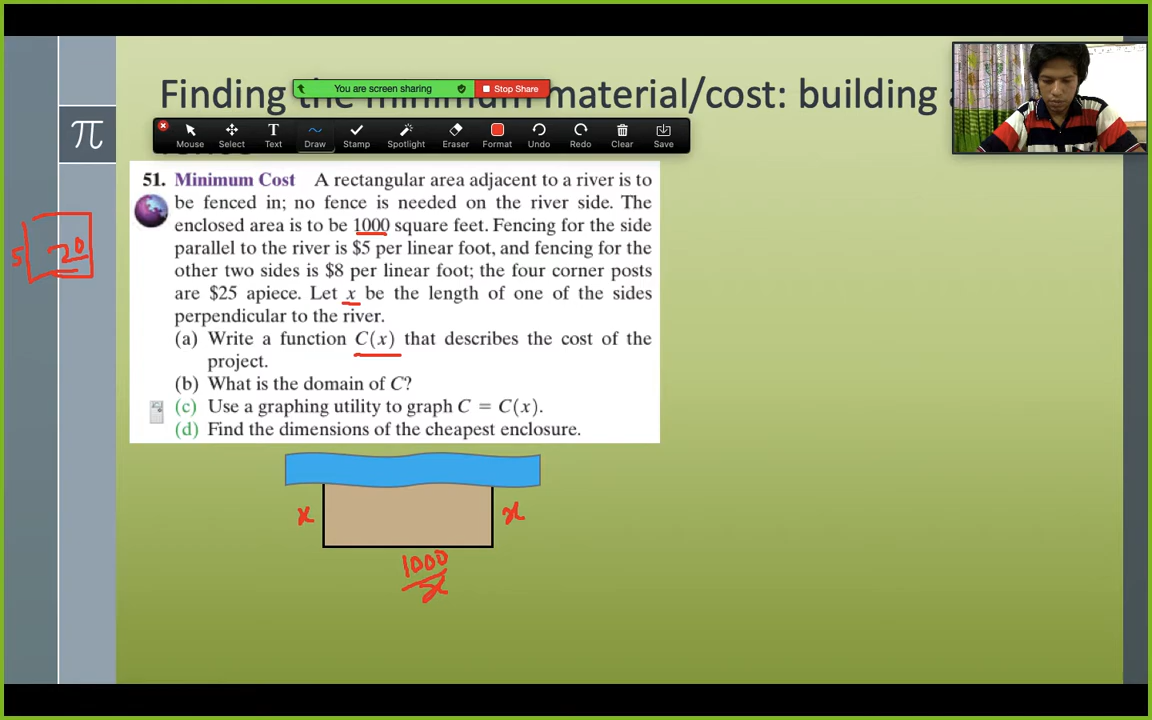 Finding the minimum material/cost: building a
You are screen sharing
Stop Share
Mouse Select Text Draw Stamp Spotlight Eraser Format Undo Redo Clear Save
π
51. Minimum Cost A rectangular area adjacent to a river is to
be fenced in; no fence is needed on the river side. The
enclosed area is to be 1000 square feet. Fencing for the side
parallel to the river is $5 per linear foot, and fencing for the
other two sides is $8 per linear foot; the four corner posts
are $25 apiece. Let x be the length of one of the sides
perpendicular to the river.
(a) Write a function C(x) that describes the cost of the
project.
(b) What is the domain of C?
(c) Use a graphing utility to graph C = C(x).
(d) Find the dimensions of the cheapest enclosure.
5 20
x x
1000
x